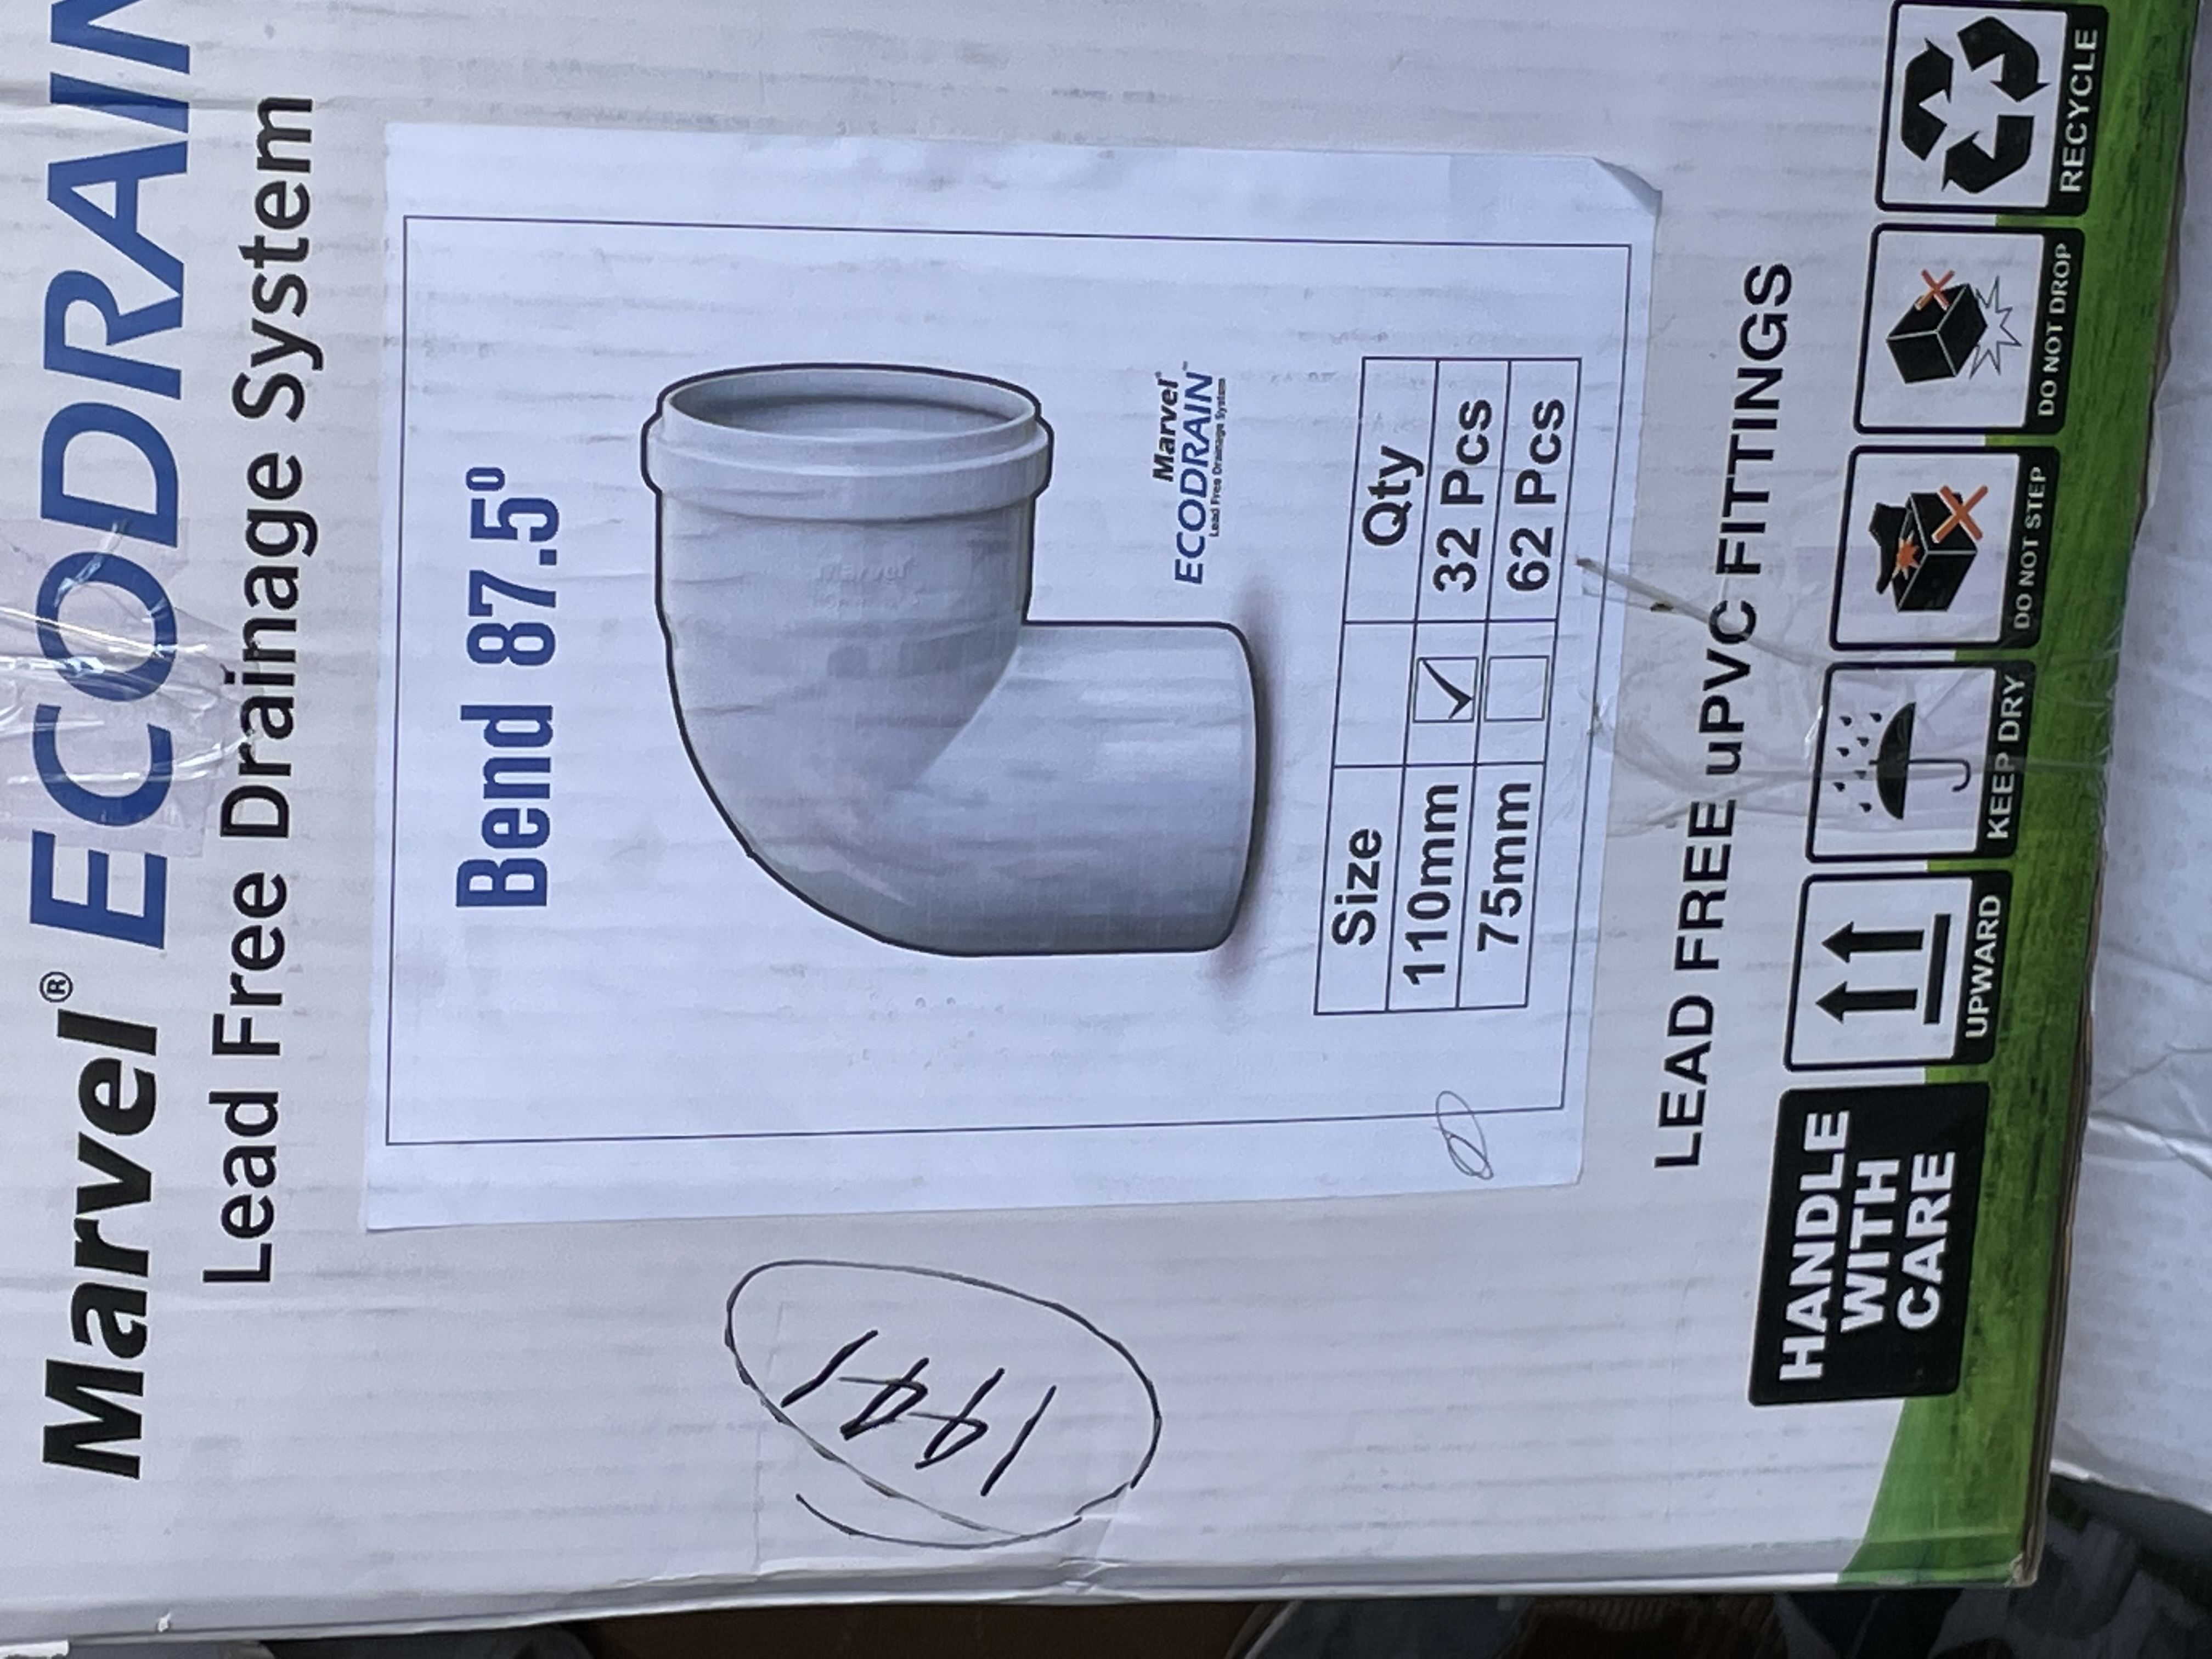 Marvel® ECODRAIN
Lead Free Drainage System
Bend 87.5⁰
1441
Marvel®
ECODRAIN™
Lead Free Drainage System
Size Qty
110mm ✓ 32 Pcs
75mm 62 Pcs
LEAD FREE uPVC FITTINGS
HANDLE
WITH
CARE
UPWARD
KEEP DRY
DO NOT STEP
DO NOT DROP
RECYCLE